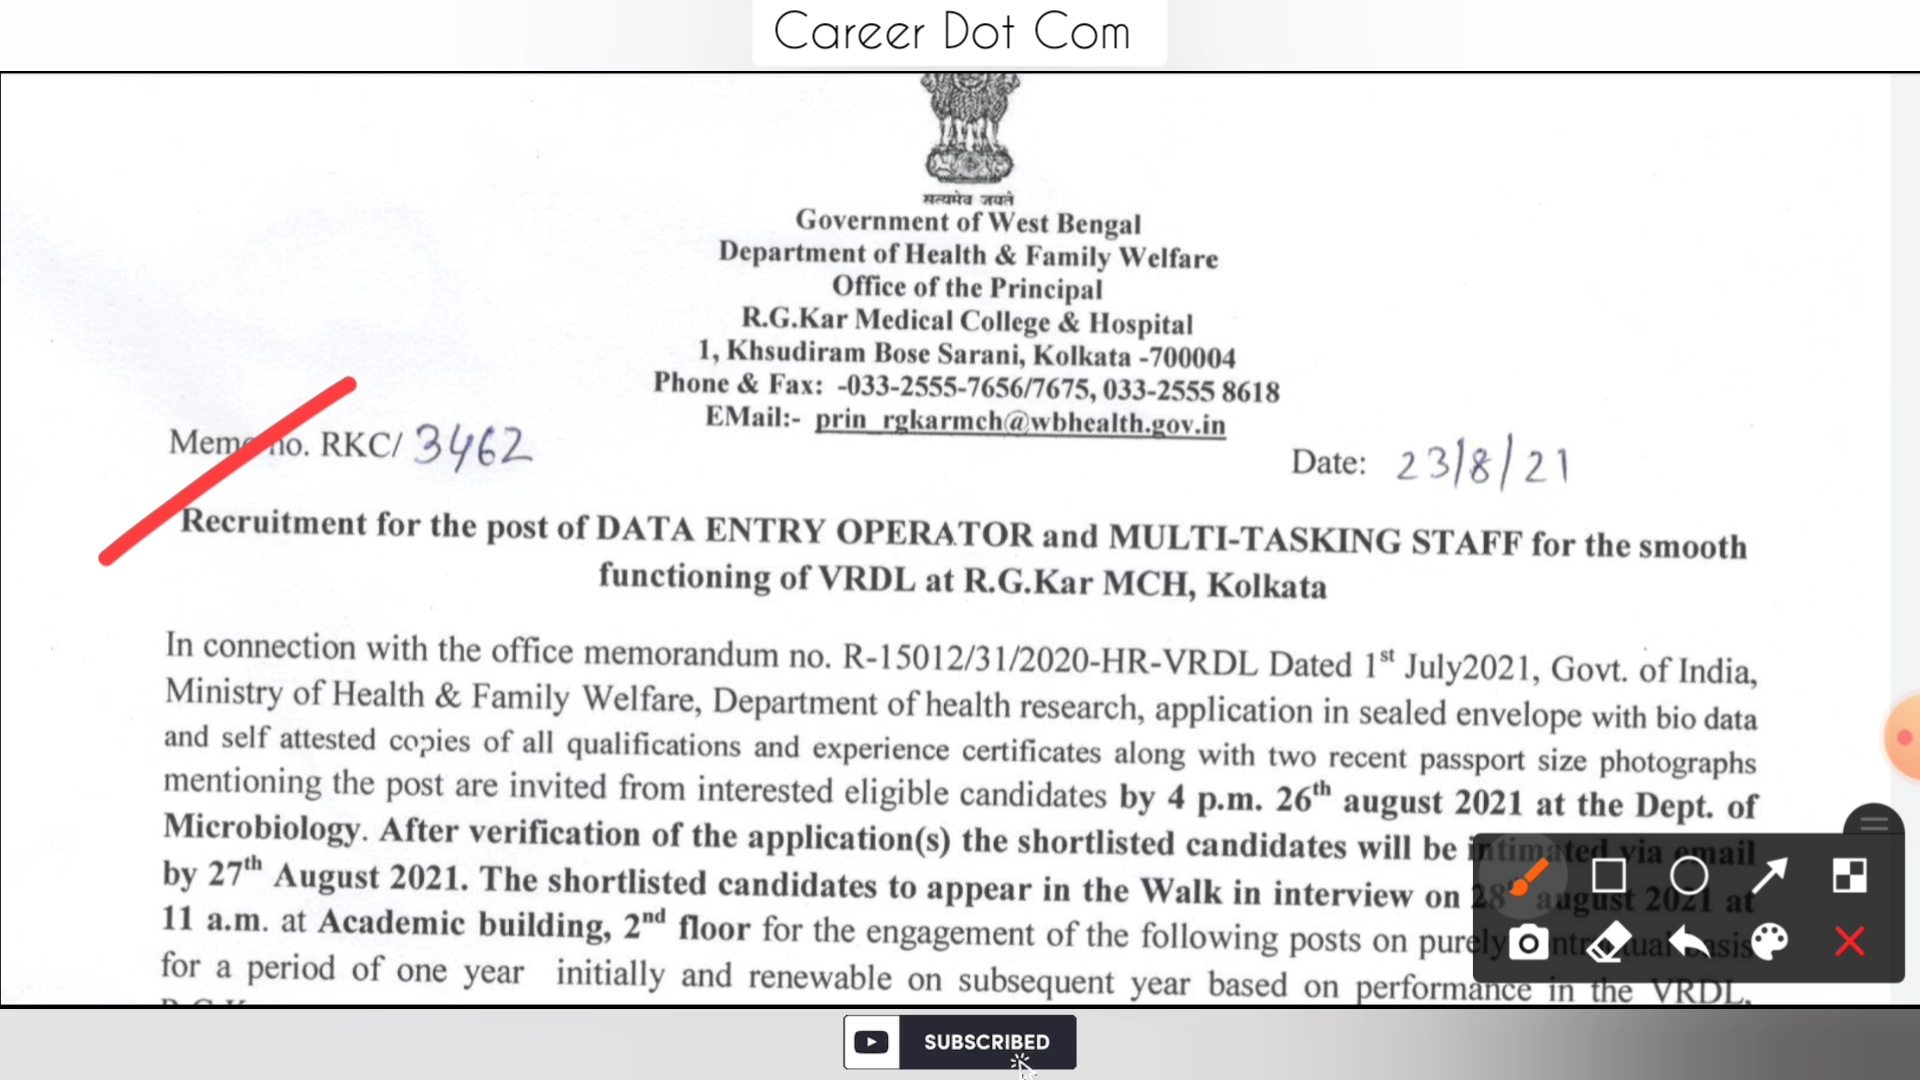 Career Dot Com
सत्यमेव जयते
Government of West Bengal
Department of Health & Family Welfare
Office of the Principal
R.G.Kar Medical College & Hospital
1, Khsudiram Bose Sarani, Kolkata -700004
Phone & Fax: -033-2555-7656/7675, 033-2555 8618
EMail:- prin_rgkarmch@wbhealth.gov.in
Memo no. RKC/ 3462
Date: 23/8/21
Recruitment for the post of DATA ENTRY OPERATOR and MULTI-TASKING STAFF for the smooth
functioning of VRDL at R.G.Kar MCH, Kolkata
In connection with the office memorandum no. R-15012/31/2020-HR-VRDL Dated 1st July2021, Govt. of India,
Ministry of Health & Family Welfare, Department of health research, application in sealed envelope with bio data
and self attested copies of all qualifications and experience certificates along with two recent passport size photographs
mentioning the post are invited from interested eligible candidates by 4 p.m. 26th august 2021 at the Dept. of
Microbiology. After verification of the application(s) the shortlisted candidates will be intimated via email
by 27th August 2021. The shortlisted candidates to appear in the Walk in interview on 28th august 2021 at
11 a.m. at Academic building, 2nd floor for the engagement of the following posts on purely contractual basis
for a period of one year initially and renewable on subsequent year based on performance in the VRDL,
SUBSCRIBED